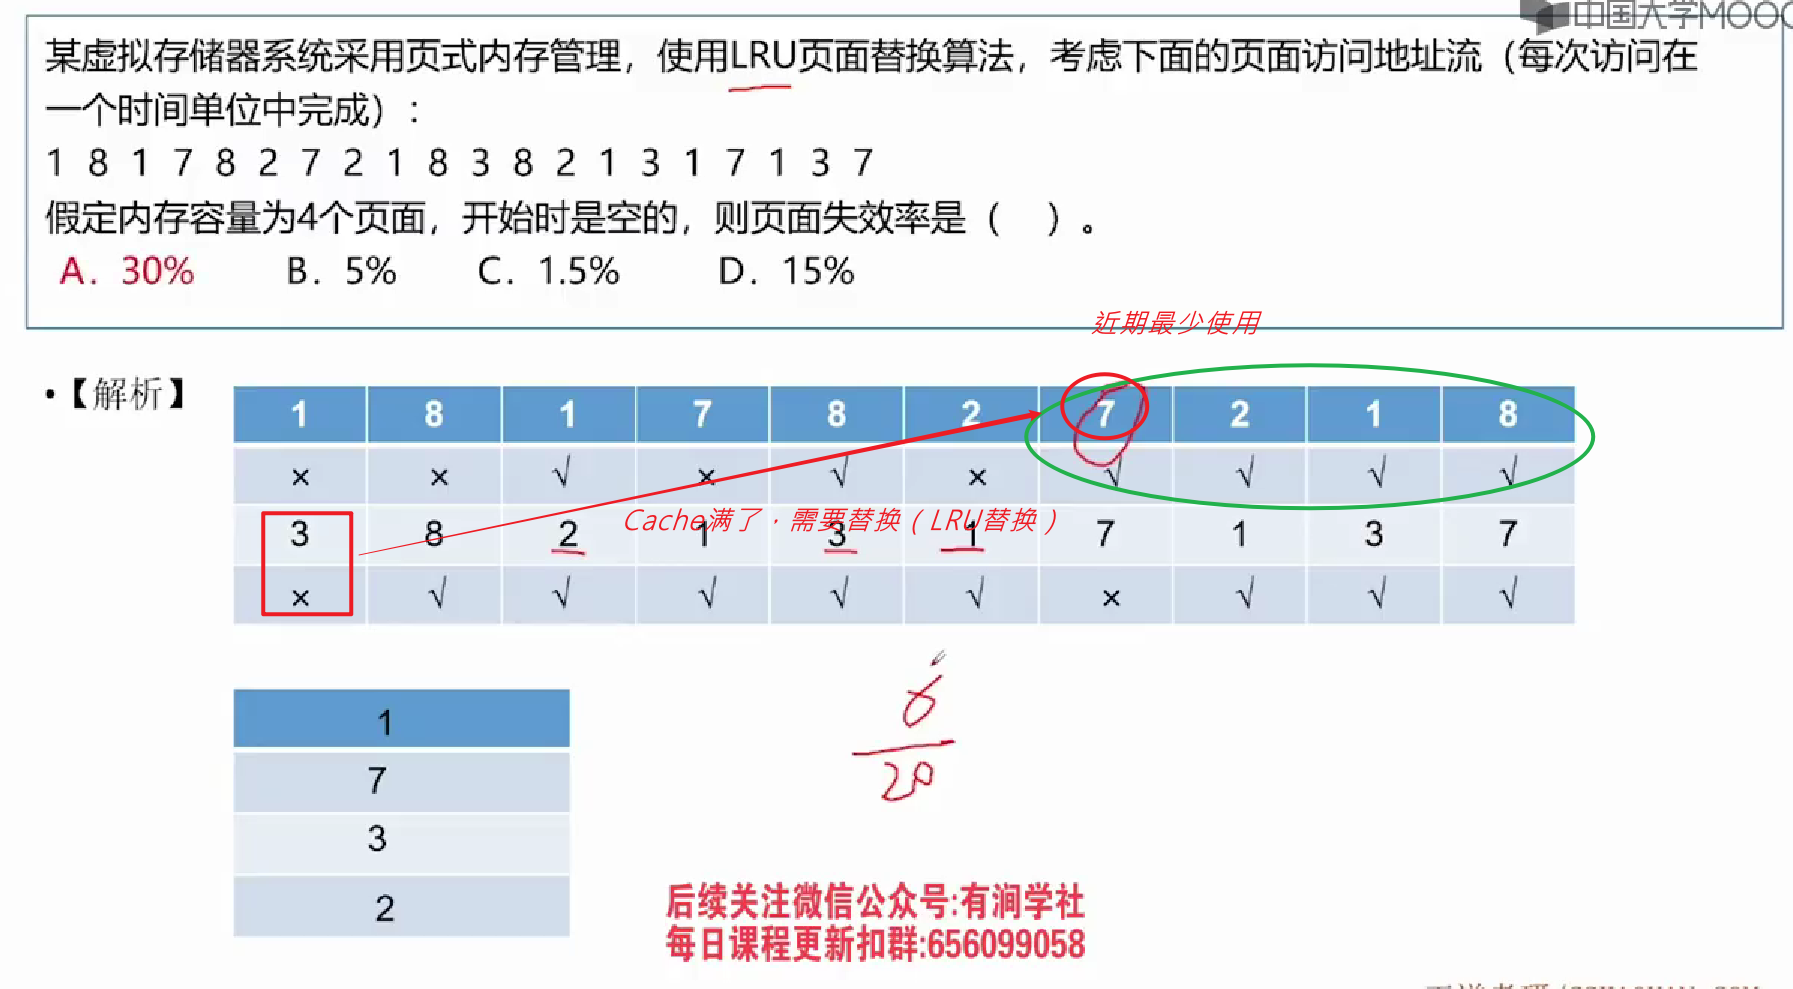 中国大学MOOC
某虚拟存储器系统采用页式内存管理，使用LRU页面替换算法，考虑下面的页面访问地址流（每次访问在
一个时间单位中完成）：
1 8 1 7 8 2 7 2 1 8 3 8 2 1 3 1 7 1 3 7
假定内存容量为4个页面，开始时是空的，则页面失效率是（ ）。
A. 30% B. 5% C. 1.5% D. 15%
近期最少使用
•【解析】
1 8 1 7 8 2 7 2 1 8
× × √ × √ × √ √ √ √
Cache满了，需要替换（LRU替换）
3 8 2 1 3 1 7 1 3 7
× √ √ √ √ √ × √ √ √
6
20
1
7
3
2
后续关注微信公众号:有涧学社
每日课程更新扣群:656099058